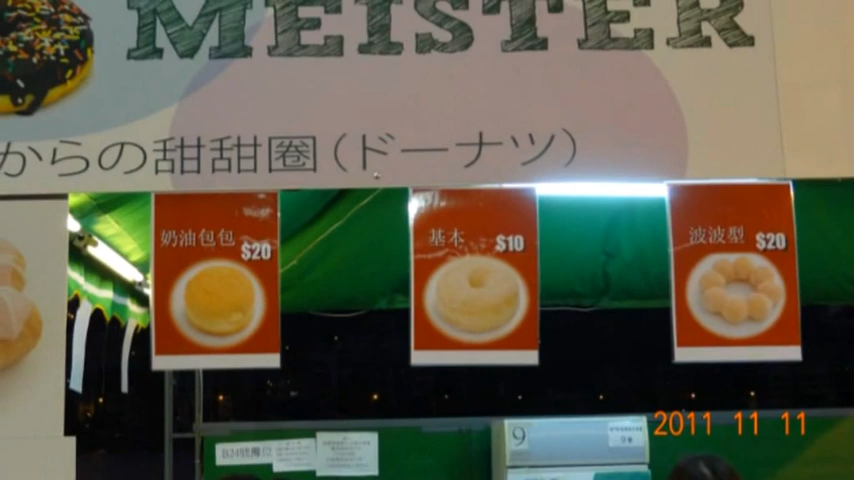 MEISTER
からの甜甜圈(ドーナツ)
奶油包包
$20
基本
$10
波波型
$20
9
2011 11 11